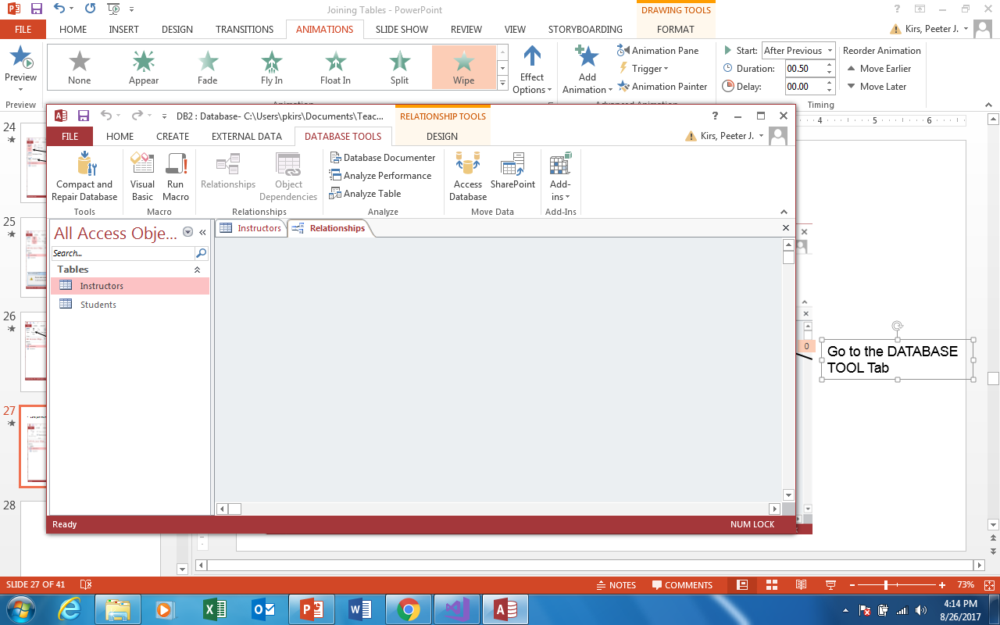 Joining Tables - PowerPoint
DRAWING TOOLS
FILE HOME INSERT DESIGN TRANSITIONS ANIMATIONS SLIDE SHOW REVIEW VIEW STORYBOARDING FORMAT Kirs, Peeter J.
Preview
None Appear Fade Fly In Float In Split Wipe
Effect Options
Add Animation
Animation Pane
Trigger
Animation Painter
Start: After Previous
Duration: 00.50
Delay: 00.00
Reorder Animation
Move Earlier
Move Later
Preview
Timing
DB2 : Database- C:\Users\pkirs\Documents\Teac...
RELATIONSHIP TOOLS
FILE HOME CREATE EXTERNAL DATA DATABASE TOOLS DESIGN Kirs, Peeter J.
Compact and Repair Database
Visual Basic
Run Macro
Relationships
Object Dependencies
Database Documenter
Analyze Performance
Analyze Table
Access Database
SharePoint
Add-ins
Tools Macro Relationships Analyze Move Data Add-Ins
All Access Obje...
Search...
Tables
Instructors
Students
Instructors Relationships
Ready
NUM LOCK
24
25
26
27
28
4 5 6
0
Go to the DATABASE
TOOL Tab
SLIDE 27 OF 41
NOTES COMMENTS 73%
4:14 PM
8/26/2017